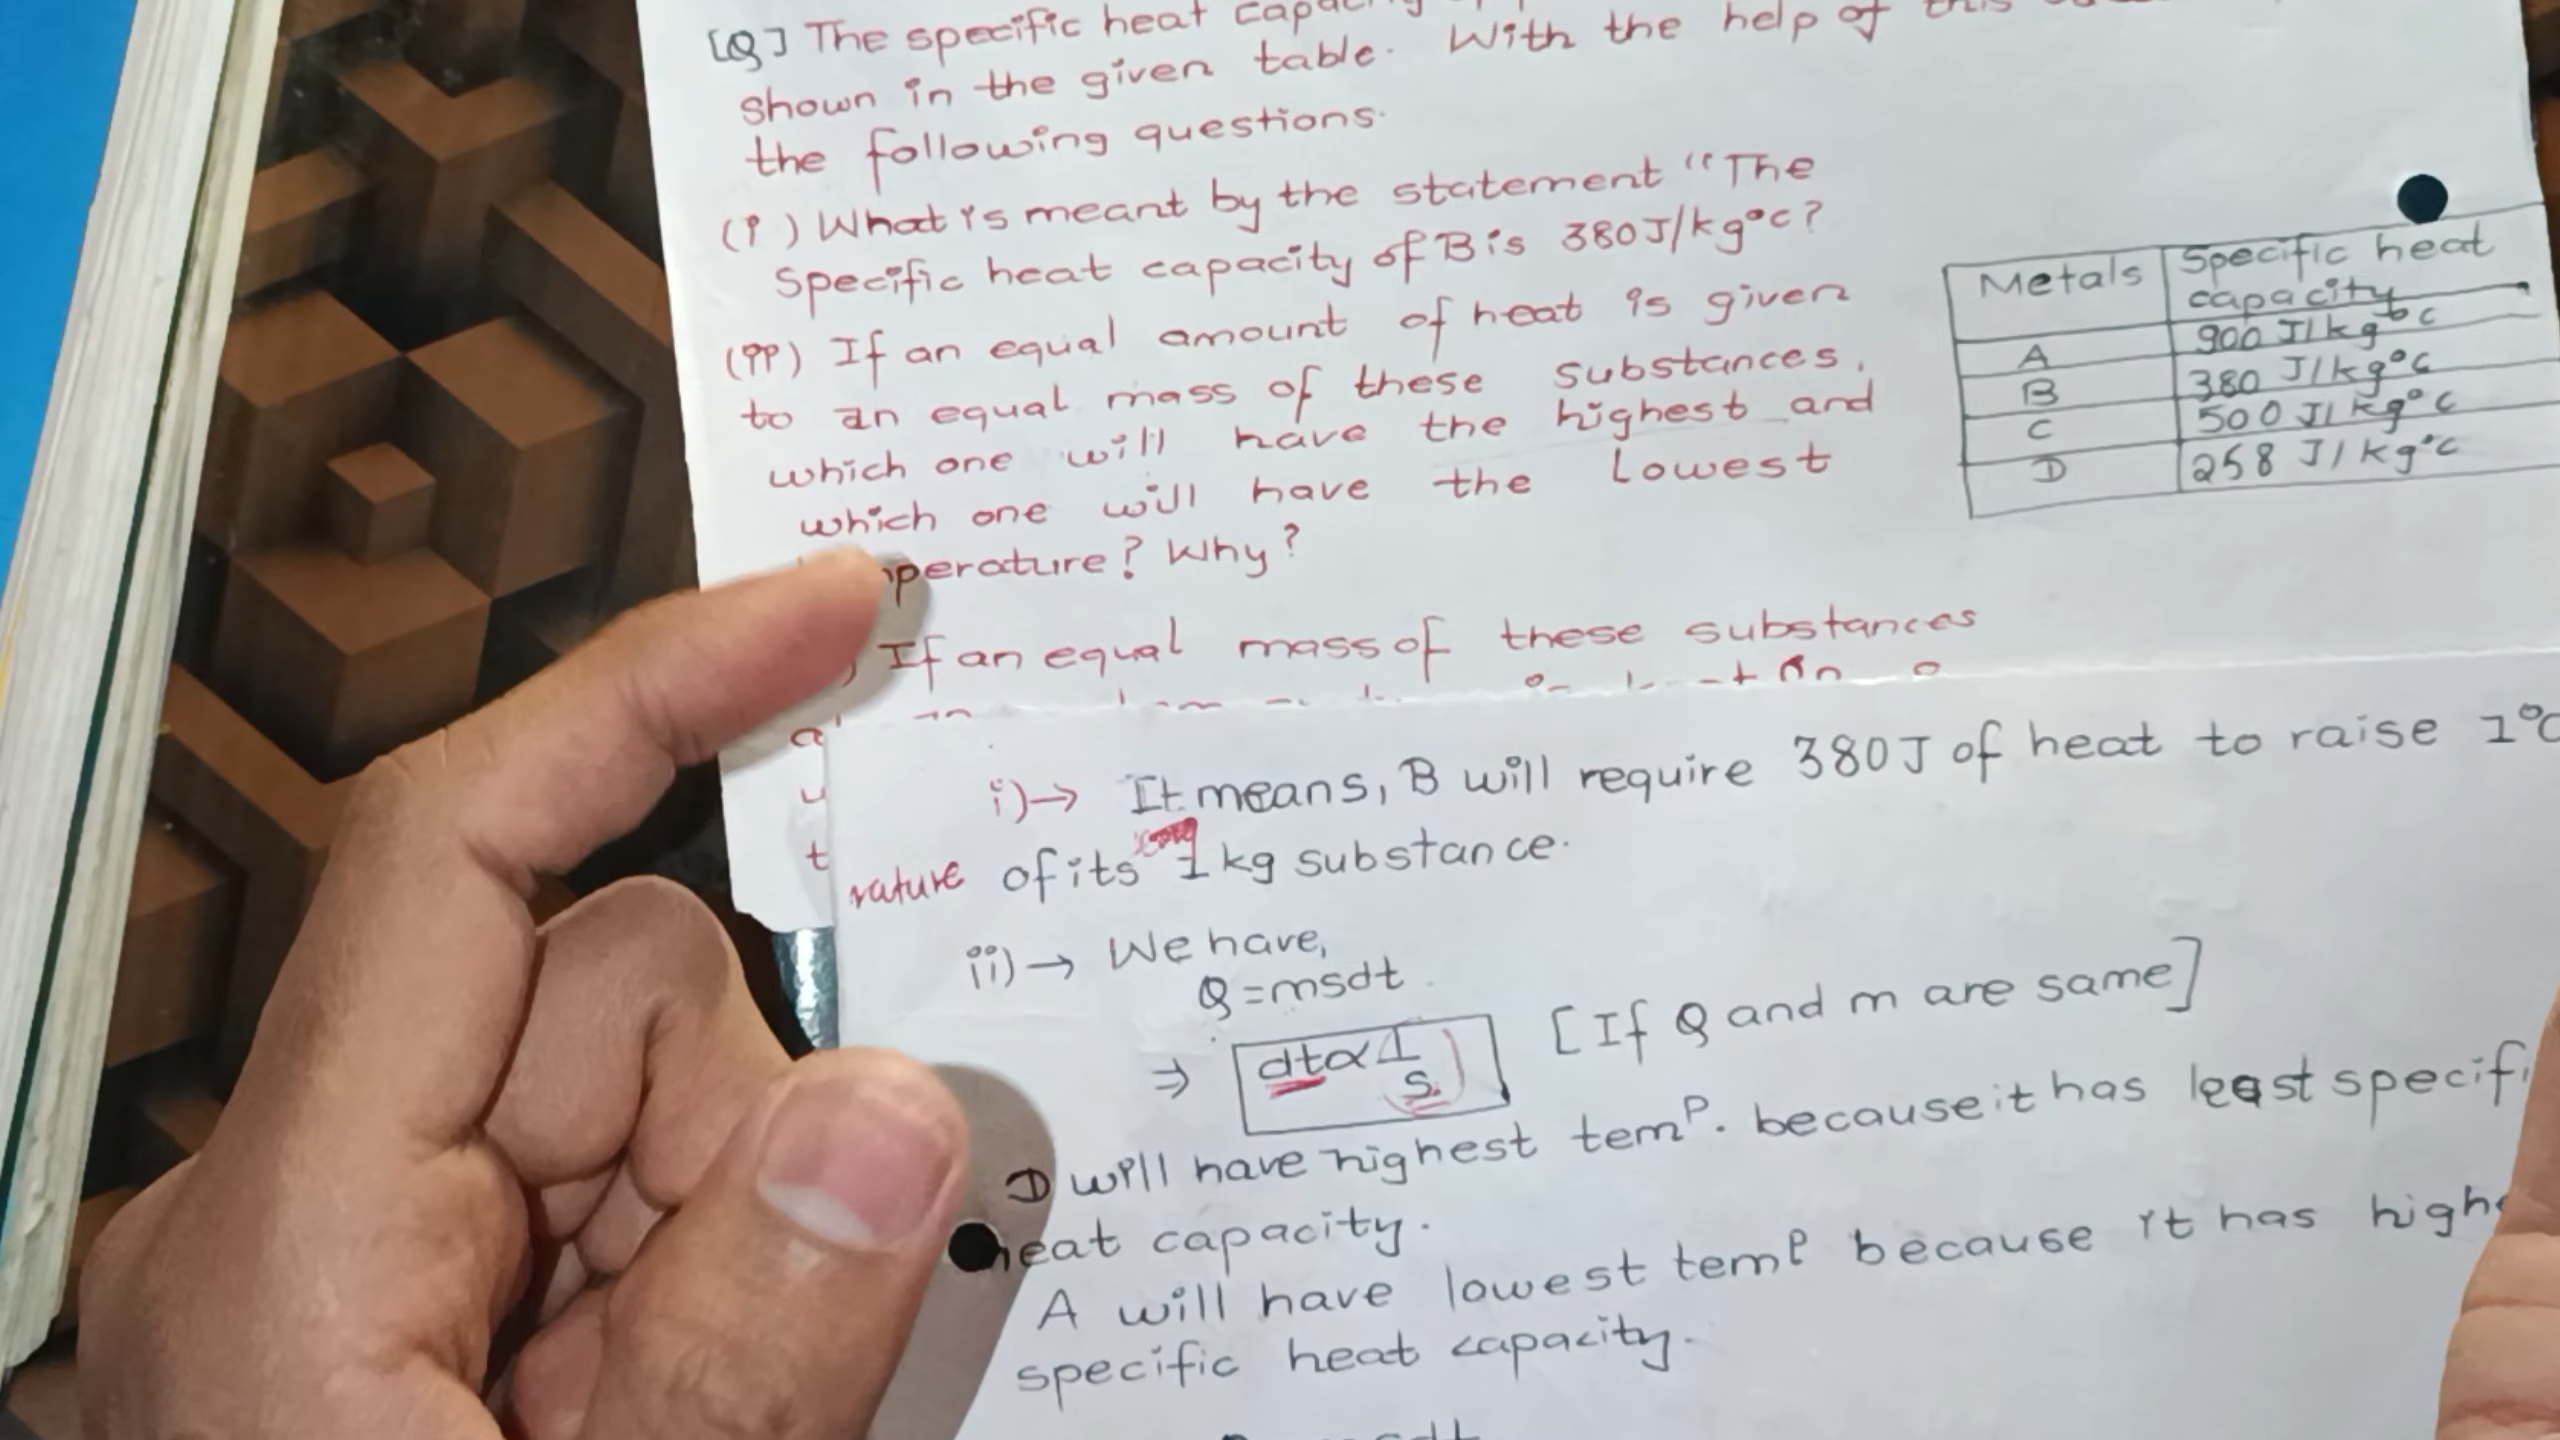 [Q] The specific heat
shown in the given table. With the help of this
the following questions.
(i) What is meant by the statement "The
specific heat capacity of B is 380J/kg°c?
(ii) If an equal amount of heat is given
to an equal mass of these substances,
which one will have the highest and
which one will have the Lowest
perature? Why?
If an equal mass of these substances
Metals Specific heat capacity
A 900 J/kg°c
B 380 J/kg°c
C 500 J/kg°c
D 258 J/kg°c
i)→ It means, B will require 380J of heat to raise 1°C
rature of its 1 kg substance.
ii)→ We have,
Q = msdt
⇒ dt∝1/s [If Q and m are same]
D will have highest temp. because it has least specifi
heat capacity.
A will have lowest temp because it has high
specific heat capacity.